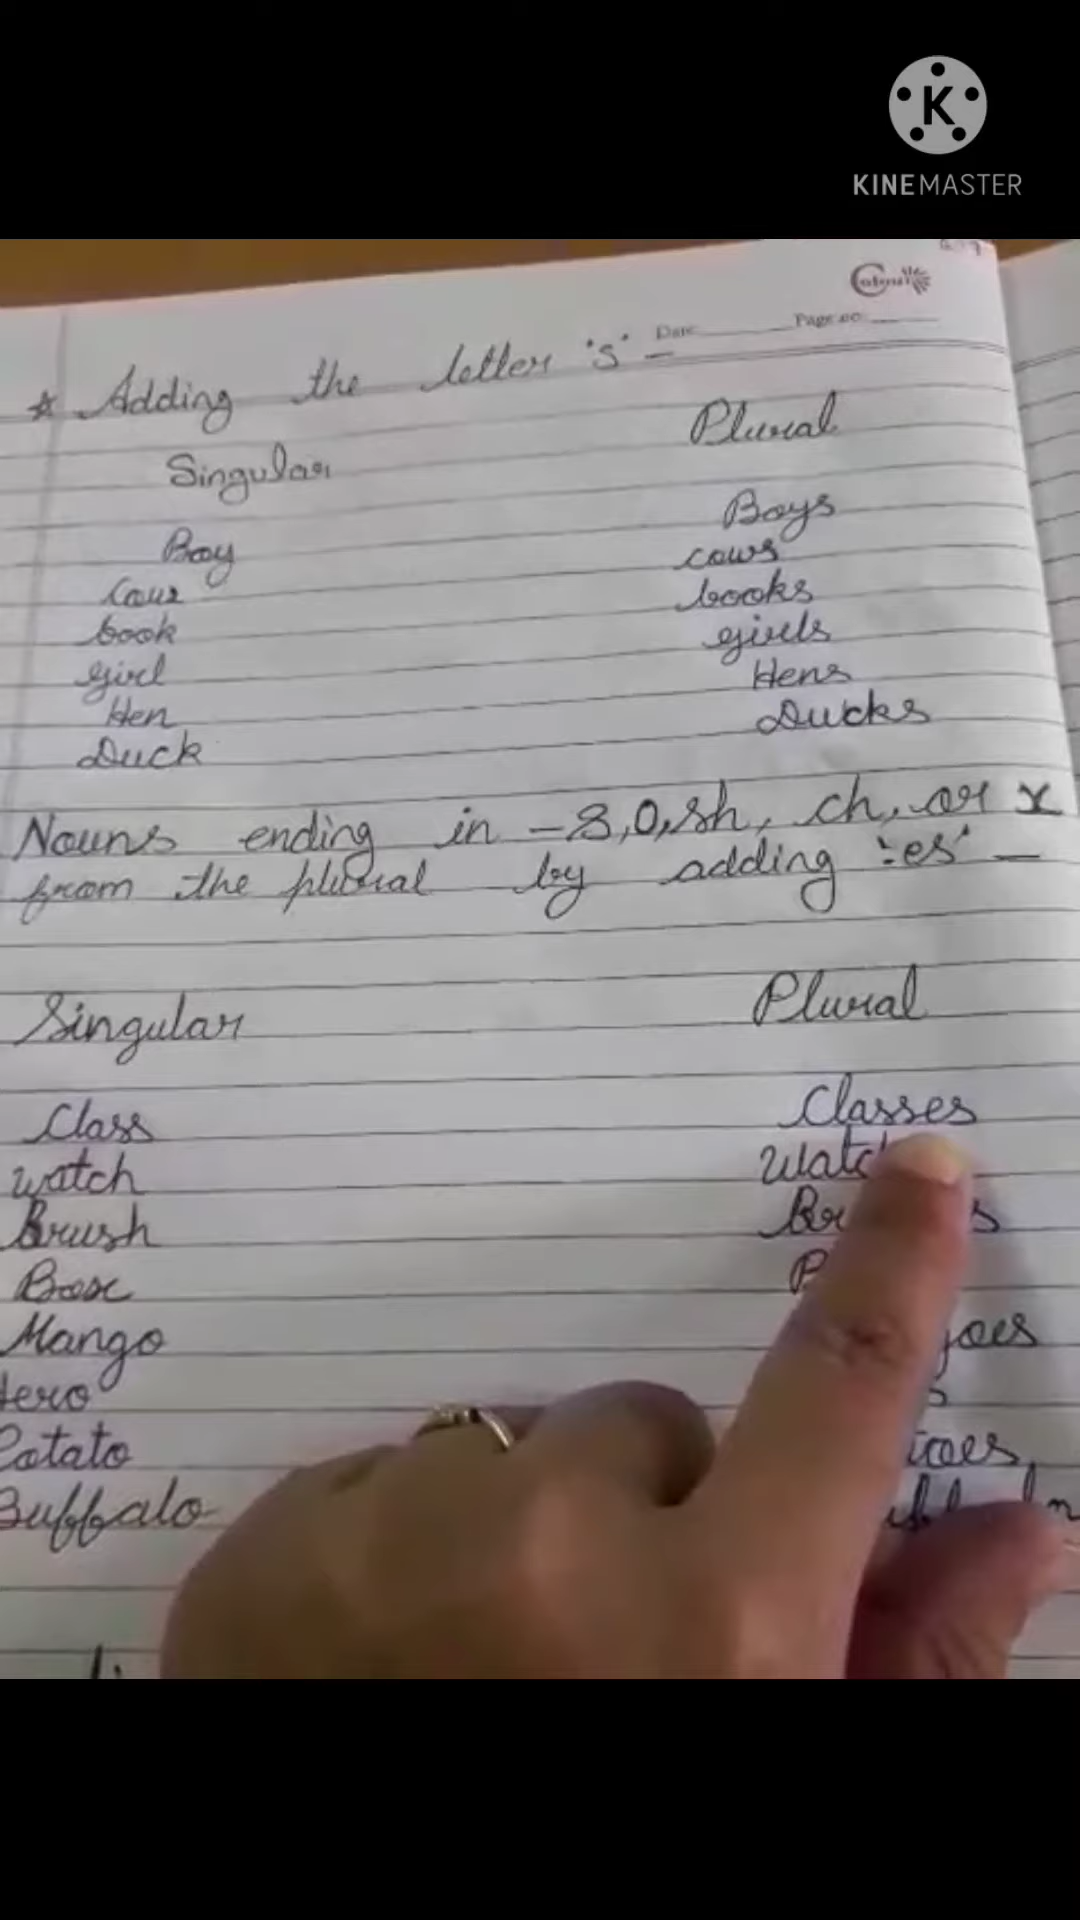 KINEMASTER
Colour
Date Page no.
☆ Adding the letter 's' –
Singular Plural
Boy Boys
Cow cows
book books
girl girls
Hen Hens
Duck Ducks
Nouns ending in – s, o, sh, ch, or x
from the plural by adding 'es' –
Singular Plural
Class Classes
watch
Brush
Box
Mango
Potato
Buffalo